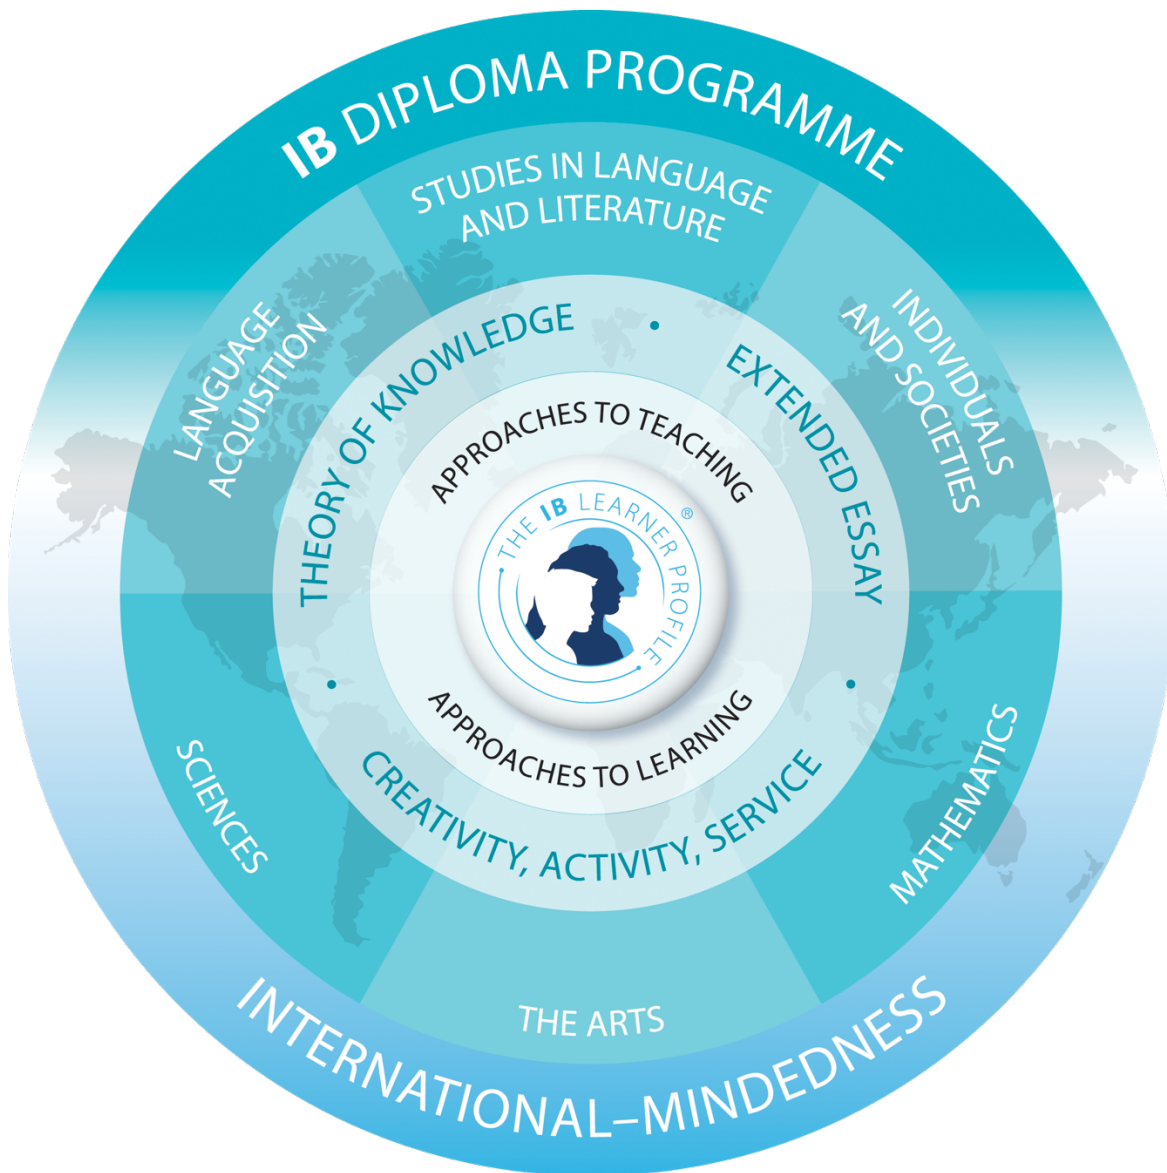 IB DIPLOMA PROGRAMME
STUDIES IN LANGUAGE
AND LITERATURE
LANGUAGE
ACQUISITION
INDIVIDUALS
AND SOCIETIES
THEORY OF KNOWLEDGE
EXTENDED ESSAY
APPROACHES TO TEACHING
THE IB LEARNER PROFILE
®
APPROACHES TO LEARNING
CREATIVITY, ACTIVITY, SERVICE
SCIENCES
MATHEMATICS
THE ARTS
INTERNATIONAL–MINDEDNESS